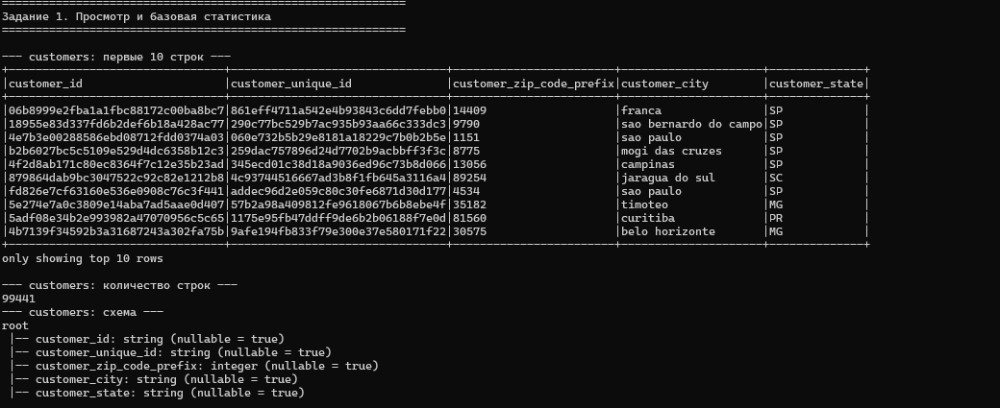 ============================================================
Задание 1. Просмотр и базовая статистика
============================================================
--- customers: первые 10 строк ---
+--------------------------------+--------------------------------+------------------------+---------------------+--------------+
|customer_id                     |customer_unique_id              |customer_zip_code_prefix|customer_city        |customer_state|
+--------------------------------+--------------------------------+------------------------+---------------------+--------------+
|06b8999e2fba1a1fbc88172c00ba8bc7|861eff4711a542e4b93843c6dd7febb0|14409                   |franca               |SP            |
|18955e83d337fd6b2def6b18a428ac77|290c77bc529b7ac935b93aa66c333dc3|9790                    |sao bernardo do campo|SP            |
|4e7b3e00288586ebd08712fdd0374a03|060e732b5b29e8181a18229c7b0b2b5e|1151                    |sao paulo            |SP            |
|b2b6027bc5c5109e529d4dc6358b12c3|259dac757896d24d7702b9acbbff3f3c|8775                    |mogi das cruzes      |SP            |
|4f2d8ab171c80ec8364f7c12e35b23ad|345ecd01c38d18a9036ed96c73b8d066|13056                   |campinas             |SP            |
|879864dab9bc3047522c92c82e1212b8|4c93744516667ad3b8f1fb645a3116a4|89254                   |jaragua do sul       |SC            |
|fd826e7cf63160e536e0908c76c3f441|addec96d2e059c80c30fe6871d30d177|4534                    |sao paulo            |SP            |
|5e274e7a0c3809e14aba7ad5aae0d407|57b2a98a409812fe9618067b6b8ebe4f|35182                   |timoteo              |MG            |
|5adf08e34b2e993982a47070956c5c65|1175e95fb47ddff9de6b2b06188f7e0d|81560                   |curitiba             |PR            |
|4b7139f34592b3a31687243a302fa75b|9afe194fb833f79e300e37e580171f22|30575                   |belo horizonte       |MG            |
+--------------------------------+--------------------------------+------------------------+---------------------+--------------+
only showing top 10 rows
--- customers: количество строк ---
99441
--- customers: схема ---
root
 |-- customer_id: string (nullable = true)
 |-- customer_unique_id: string (nullable = true)
 |-- customer_zip_code_prefix: integer (nullable = true)
 |-- customer_city: string (nullable = true)
 |-- customer_state: string (nullable = true)